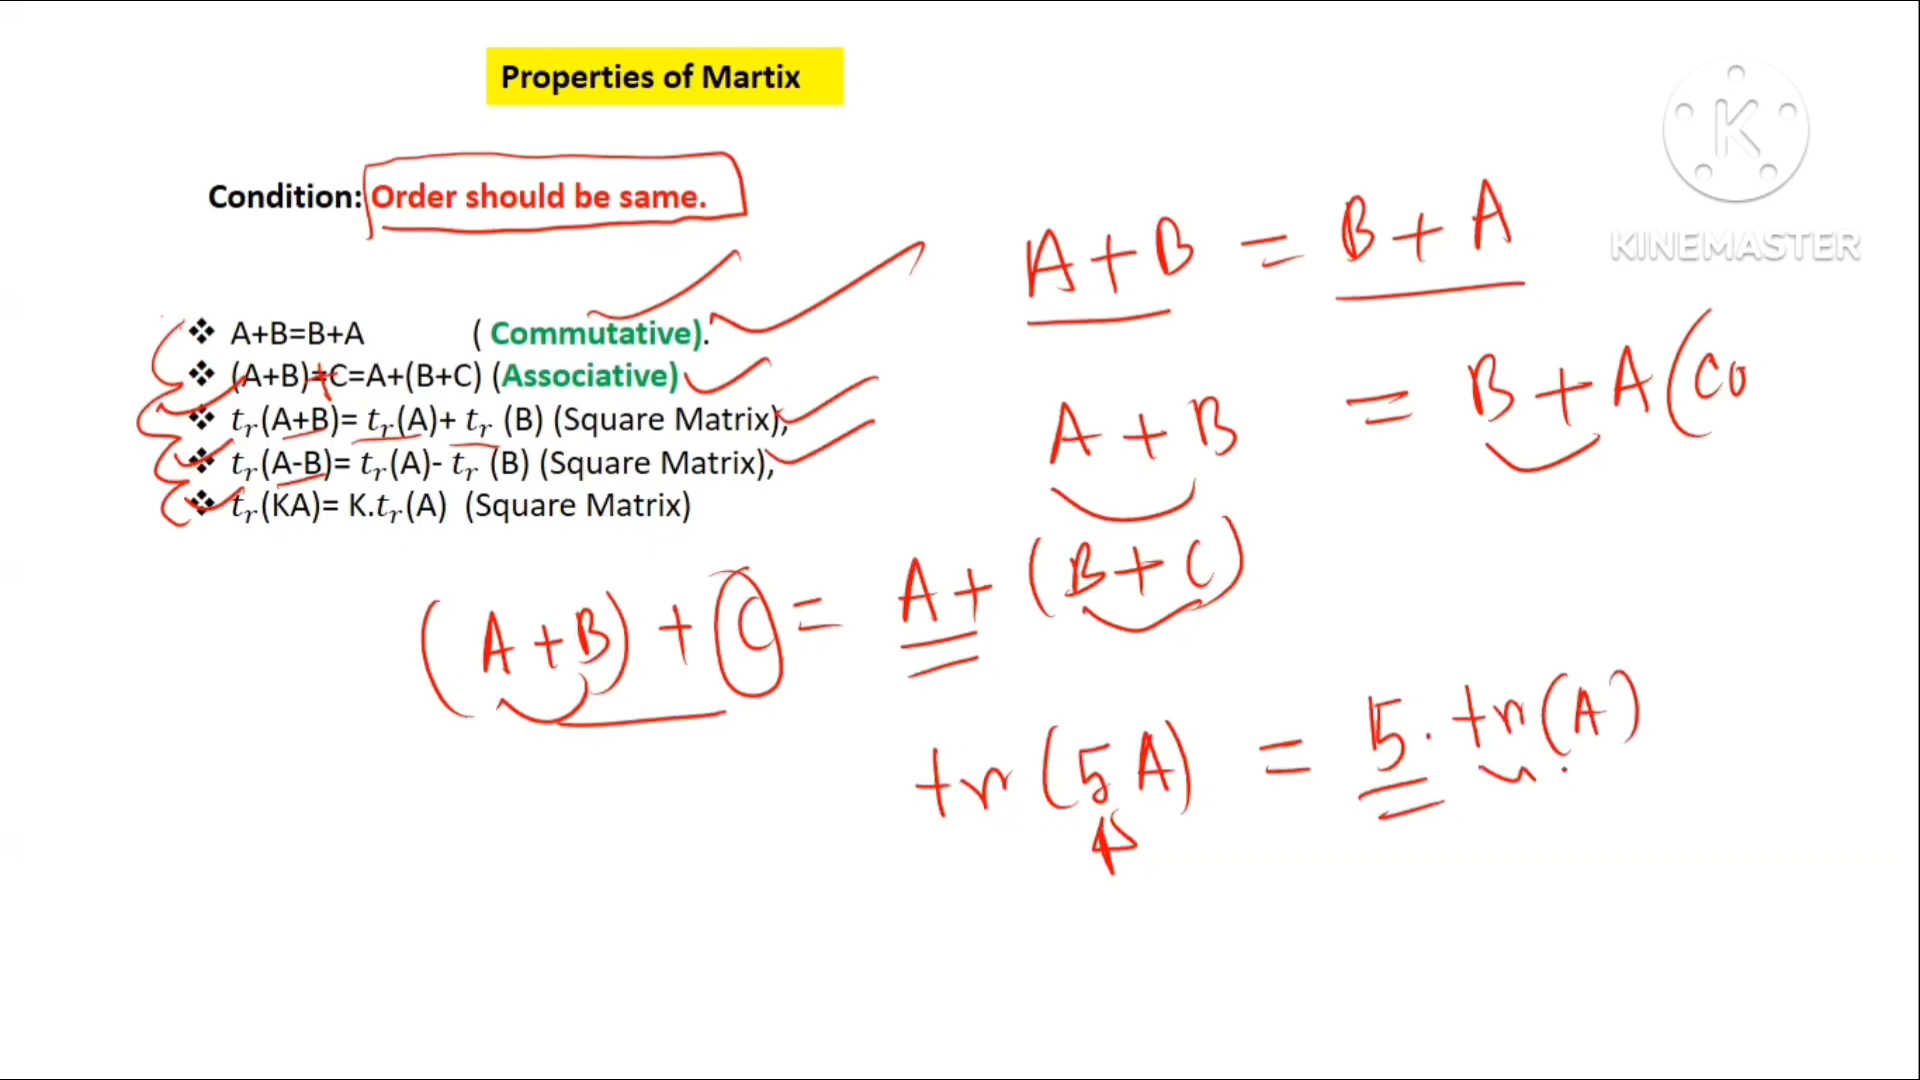 Properties of Martix
Condition: Order should be same.
K
KINEMASTER
A+B = B+A
❖ A+B=B+A ( Commutative).
❖ (A+B)+C=A+(B+C) (Associative)
❖ tᵣ(A+B)= tᵣ(A)+ tᵣ (B) (Square Matrix),
❖ tᵣ(A-B)= tᵣ(A)- tᵣ (B) (Square Matrix),
❖ tᵣ(KA)= K.tᵣ(A) (Square Matrix)
A+B = B+A (co
(A+B) + C = A+ (B+C)
tr (5A) = 5. tr(A)